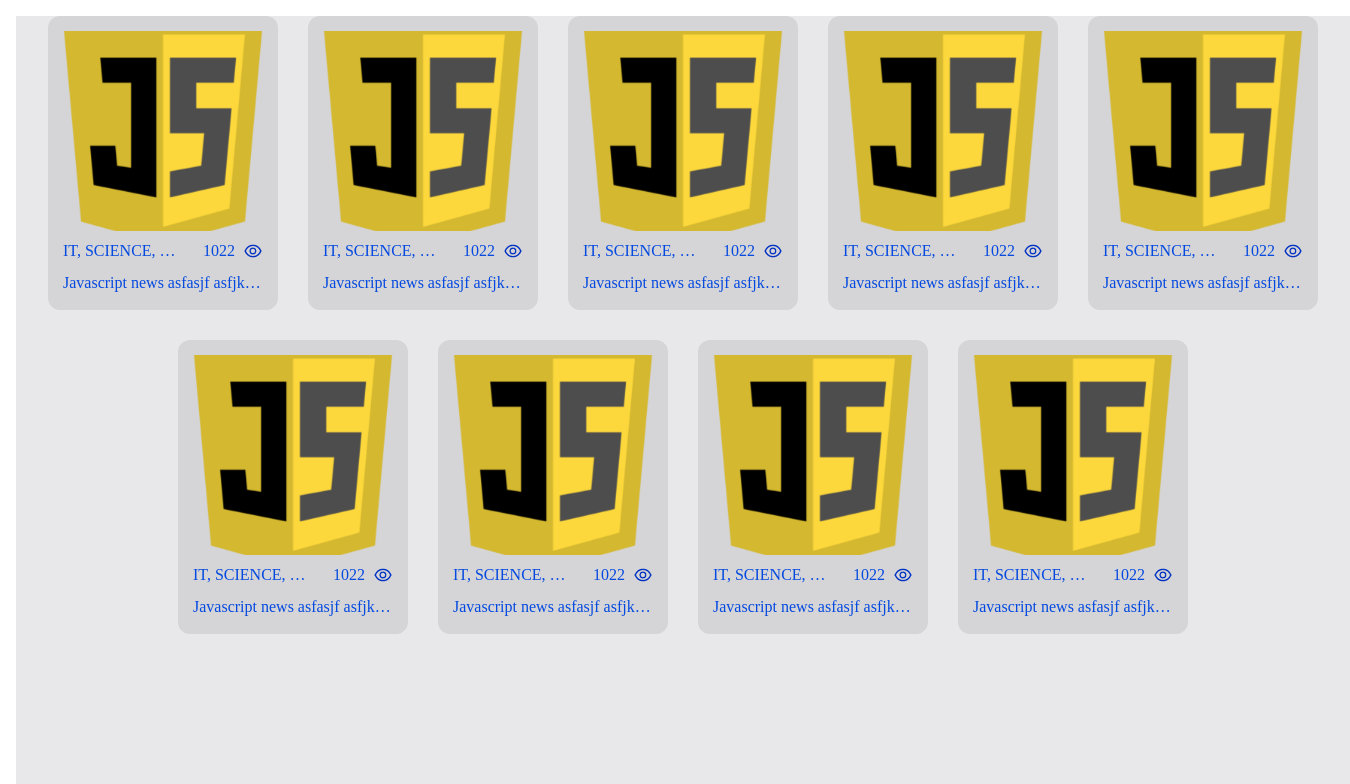 JS
JS
JS
JS
JS
IT, SCIENCE, … 1022
IT, SCIENCE, … 1022
IT, SCIENCE, … 1022
IT, SCIENCE, … 1022
IT, SCIENCE, … 1022
Javascript news asfasjf asfjk…
Javascript news asfasjf asfjk…
Javascript news asfasjf asfjk…
Javascript news asfasjf asfjk…
Javascript news asfasjf asfjk…
JS
JS
JS
JS
IT, SCIENCE, … 1022
IT, SCIENCE, … 1022
IT, SCIENCE, … 1022
IT, SCIENCE, … 1022
Javascript news asfasjf asfjk…
Javascript news asfasjf asfjk…
Javascript news asfasjf asfjk…
Javascript news asfasjf asfjk…